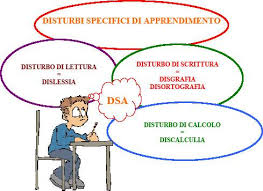 DISTURBI SPECIFICI DI APPRENDIMENTO
DISTURBO DI LETTURA
=
DISLESSIA
DISTURBO DI SCRITTURA
=
DISGRAFIA
DISORTOGRAFIA
DSA
DISTURBO DI CALCOLO
=
DISCALCULIA